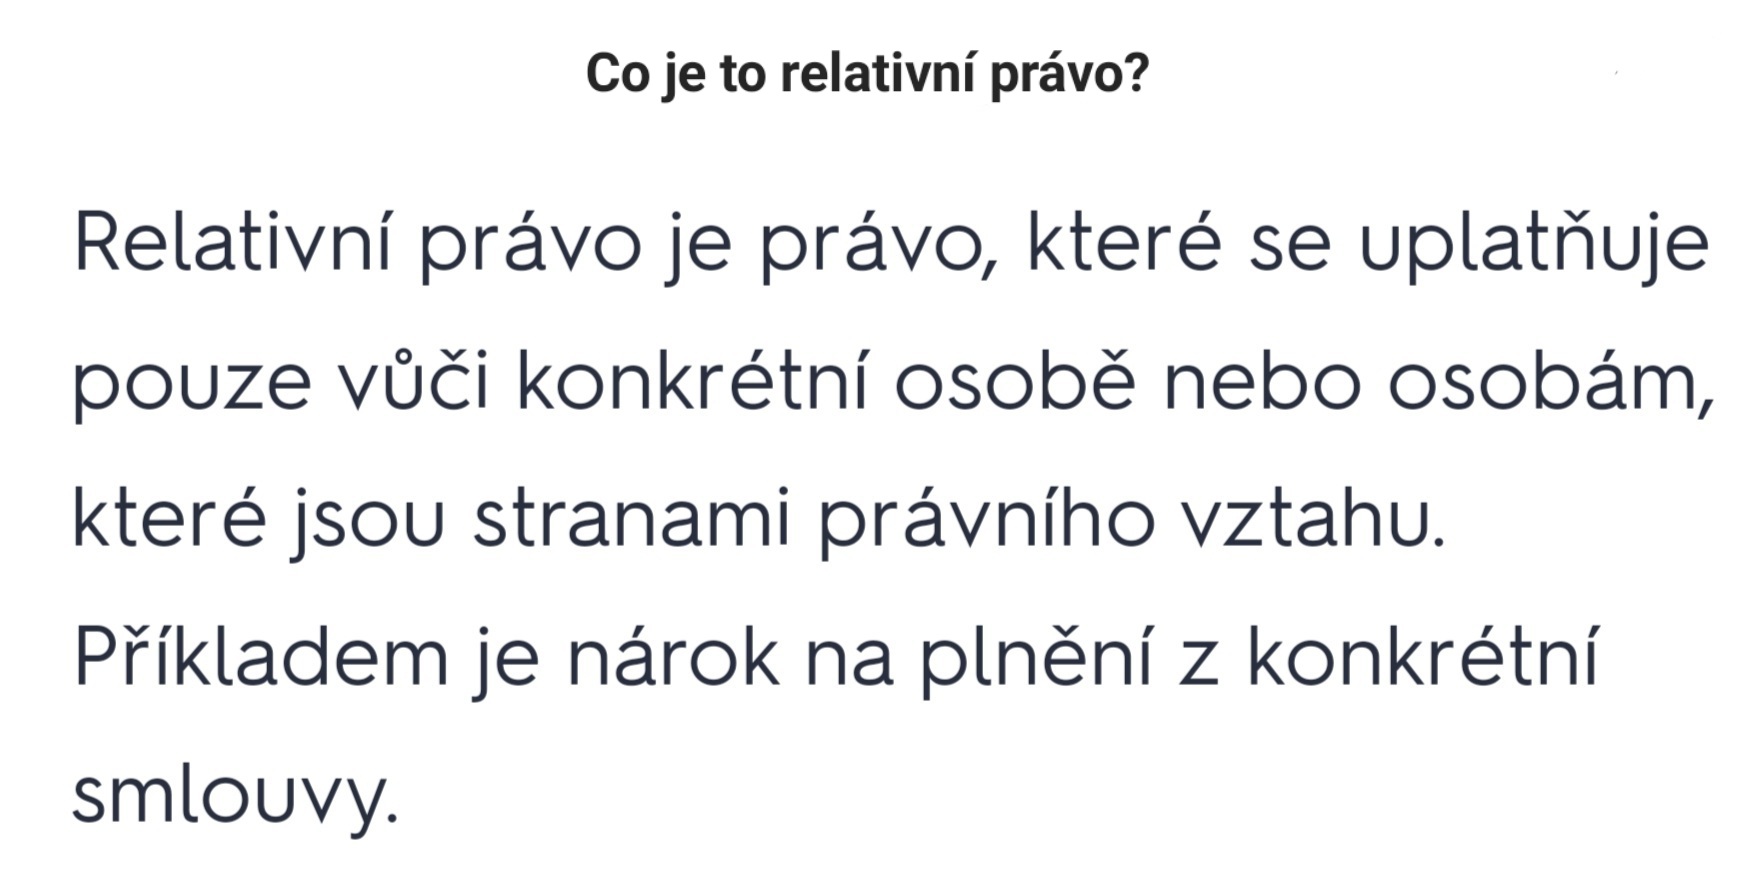 Co je to relativní právo?
Relativní právo je právo, které se uplatňuje
pouze vůči konkrétní osobě nebo osobám,
které jsou stranami právního vztahu.
Příkladem je nárok na plnění z konkrétní
smlouvy.